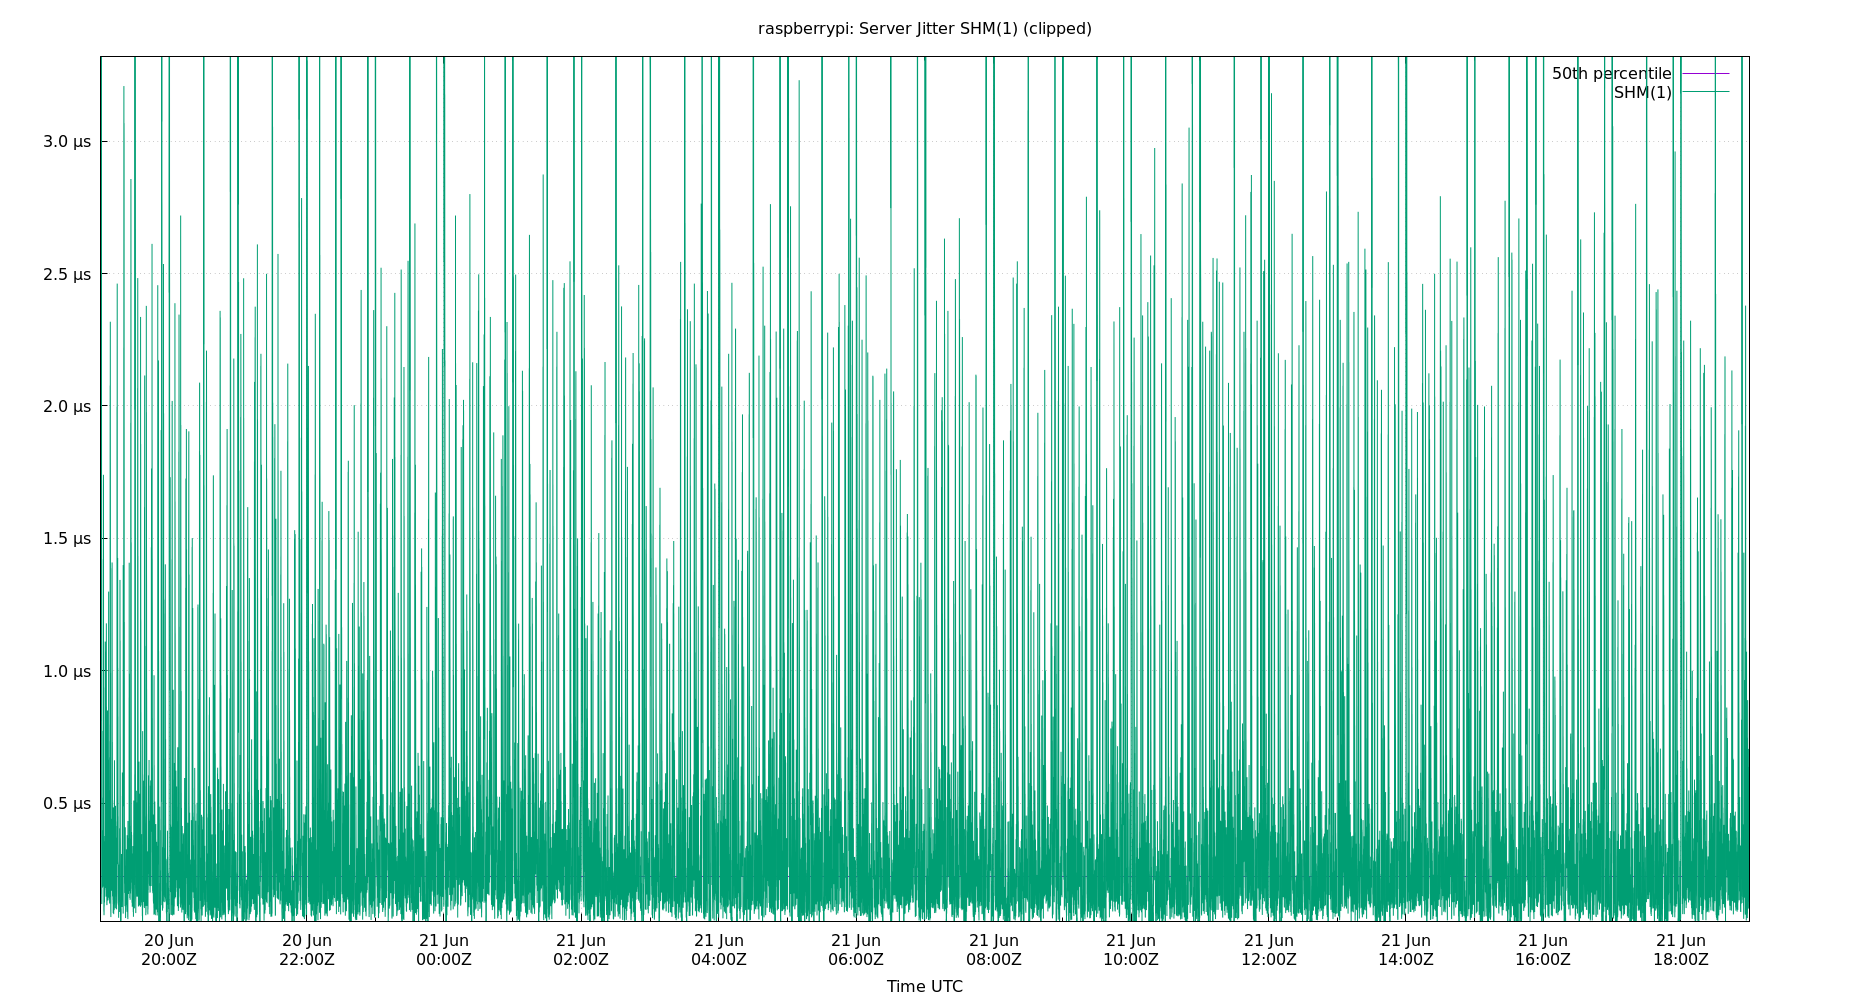 raspberrypi: Server Jitter SHM(1) (clipped)
50th percentile
SHM(1)
3.0 µs
2.5 µs
2.0 µs
1.5 µs
1.0 µs
0.5 µs
20 Jun 20 Jun 21 Jun 21 Jun 21 Jun 21 Jun 21 Jun 21 Jun 21 Jun 21 Jun 21 Jun 21 Jun
20:00Z 22:00Z 00:00Z 02:00Z 04:00Z 06:00Z 08:00Z 10:00Z 12:00Z 14:00Z 16:00Z 18:00Z
Time UTC